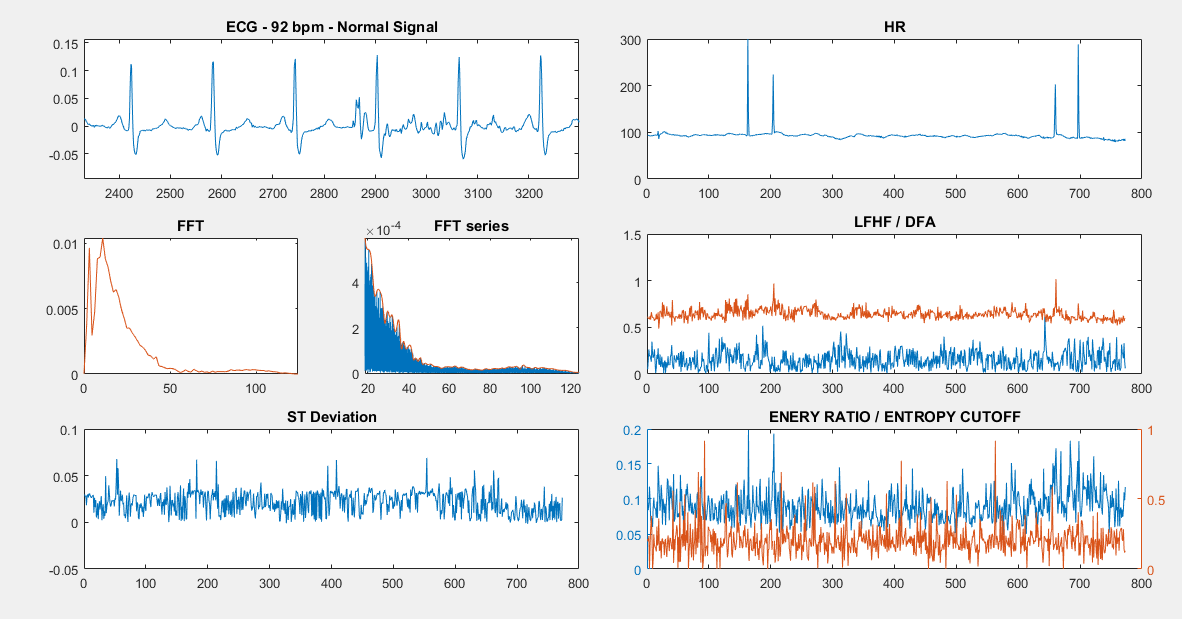 ECG - 92 bpm - Normal Signal
0.15
0.1
0.05
0
-0.05
2400 2500 2600 2700 2800 2900 3000 3100 3200
HR
300
200
100
0
0 100 200 300 400 500 600 700 800
FFT
0.01
0.005
0
0 50 100
FFT series
×10-4
4
2
0
20 40 60 80 100 120
LFHF / DFA
1.5
1
0.5
0
0 100 200 300 400 500 600 700 800
ST Deviation
0.1
0.05
0
-0.05
0 100 200 300 400 500 600 700 800
ENERY RATIO / ENTROPY CUTOFF
0.2 1
0.15
0.1 0.5
0.05
0 0
0 100 200 300 400 500 600 700 800